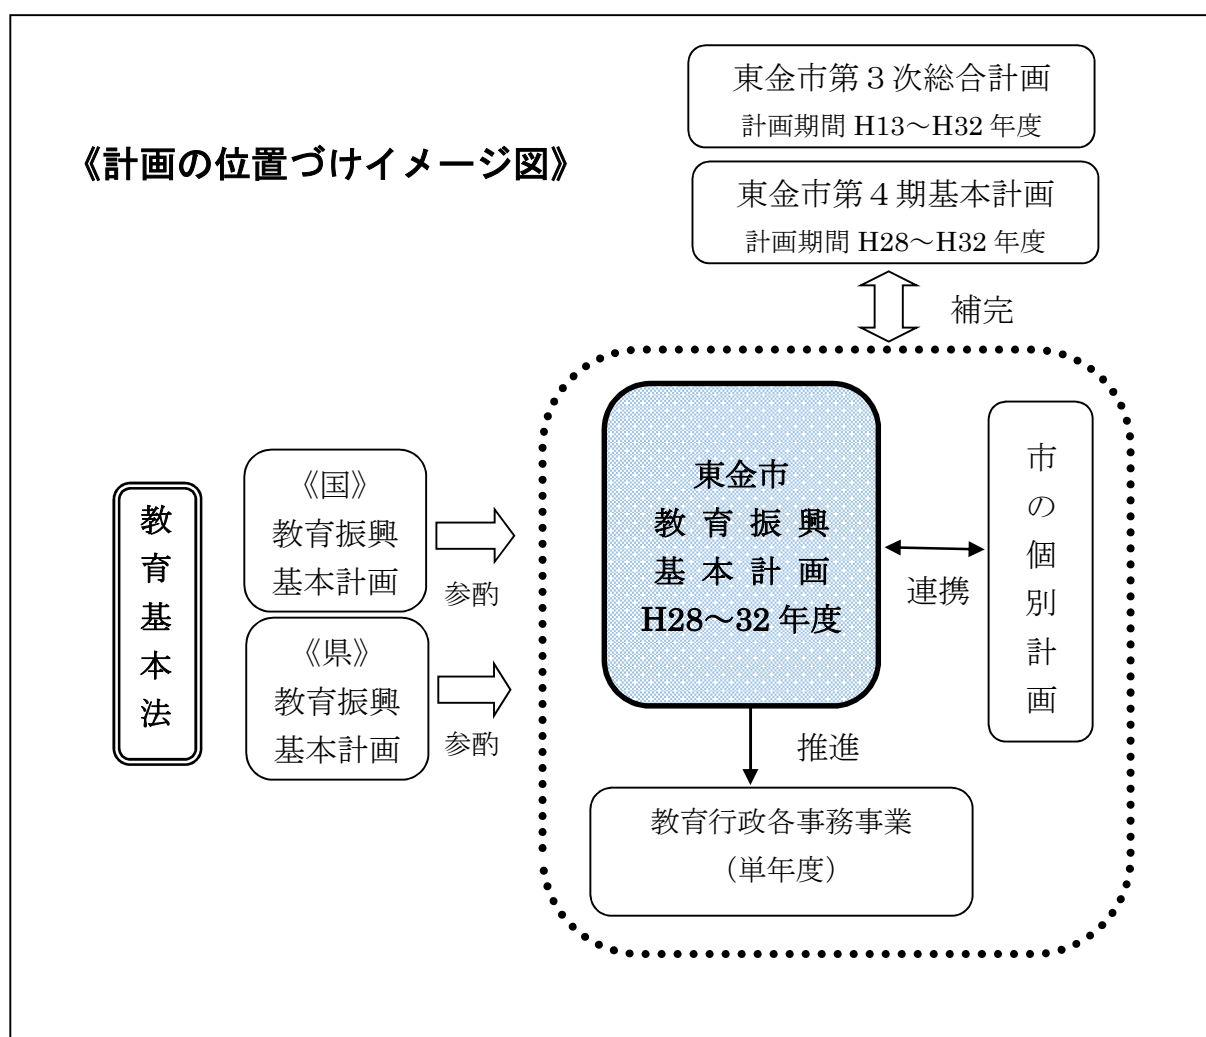 東金市第３次総合計画
計画期間 H13～H32 年度
《計画の位置づけイメージ図》
東金市第４期基本計画
計画期間 H28～H32 年度
補完
教育基本法
《国》
教育振興
基本計画
参酌
《県》
教育振興
基本計画
参酌
東金市
教 育 振 興
基 本 計 画
H28～32 年度
連携
市の個別計画
推進
教育行政各事務事業
（単年度）